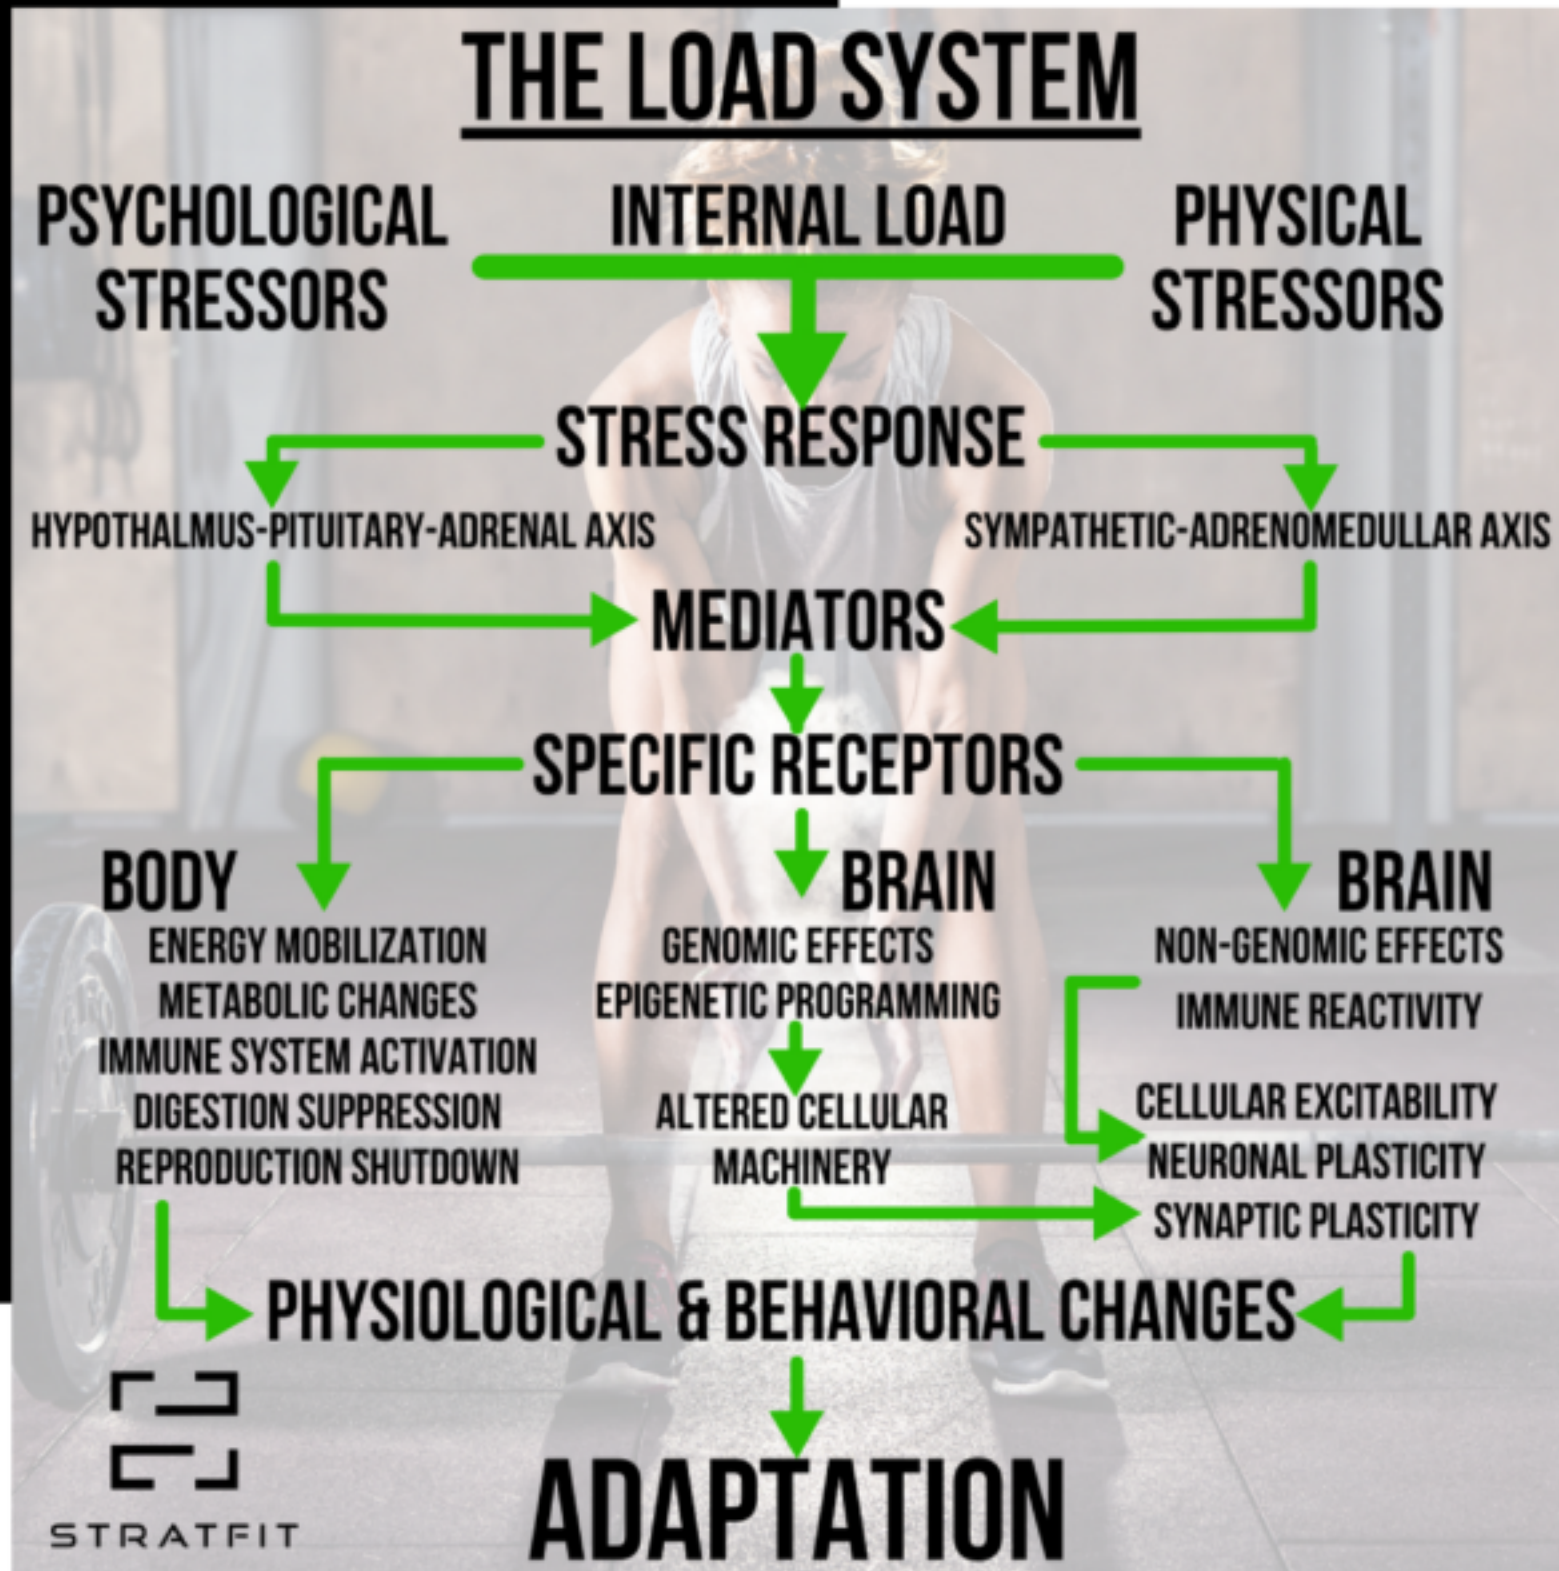 THE LOAD SYSTEM
PSYCHOLOGICAL
STRESSORS
INTERNAL LOAD
PHYSICAL
STRESSORS
STRESS RESPONSE
HYPOTHALMUS-PITUITARY-ADRENAL AXIS
SYMPATHETIC-ADRENOMEDULLAR AXIS
MEDIATORS
SPECIFIC RECEPTORS
BODY
ENERGY MOBILIZATION
METABOLIC CHANGES
IMMUNE SYSTEM ACTIVATION
DIGESTION SUPPRESSION
REPRODUCTION SHUTDOWN
BRAIN
GENOMIC EFFECTS
EPIGENETIC PROGRAMMING
ALTERED CELLULAR
MACHINERY
BRAIN
NON-GENOMIC EFFECTS
IMMUNE REACTIVITY
CELLULAR EXCITABILITY
NEURONAL PLASTICITY
SYNAPTIC PLASTICITY
PHYSIOLOGICAL & BEHAVIORAL CHANGES
ADAPTATION
STRATFIT